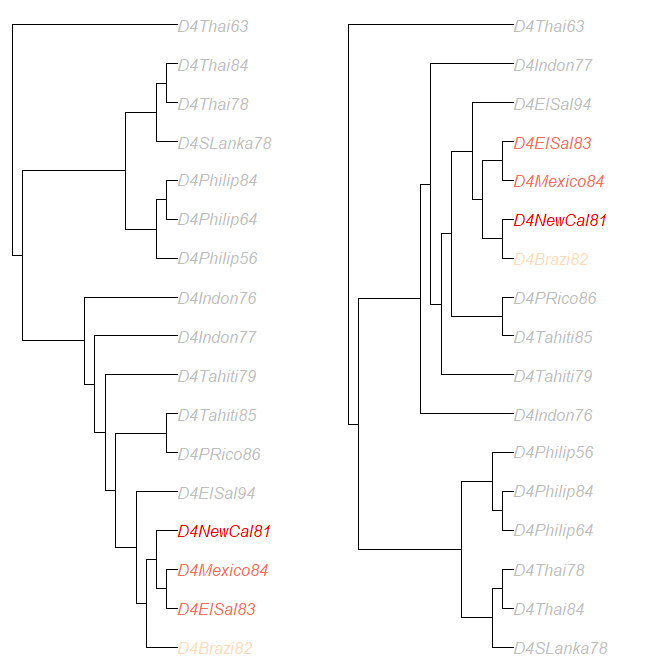 D4Thai63
D4Thai84
D4Thai78
D4SLanka78
D4Philip84
D4Philip64
D4Philip56
D4Indon76
D4Indon77
D4Tahiti79
D4Tahiti85
D4PRico86
D4ElSal94
D4NewCal81
D4Mexico84
D4ElSal83
D4Brazi82
D4Thai63
D4Indon77
D4ElSal94
D4ElSal83
D4Mexico84
D4NewCal81
D4Brazi82
D4PRico86
D4Tahiti85
D4Tahiti79
D4Indon76
D4Philip56
D4Philip84
D4Philip64
D4Thai78
D4Thai84
D4SLanka78